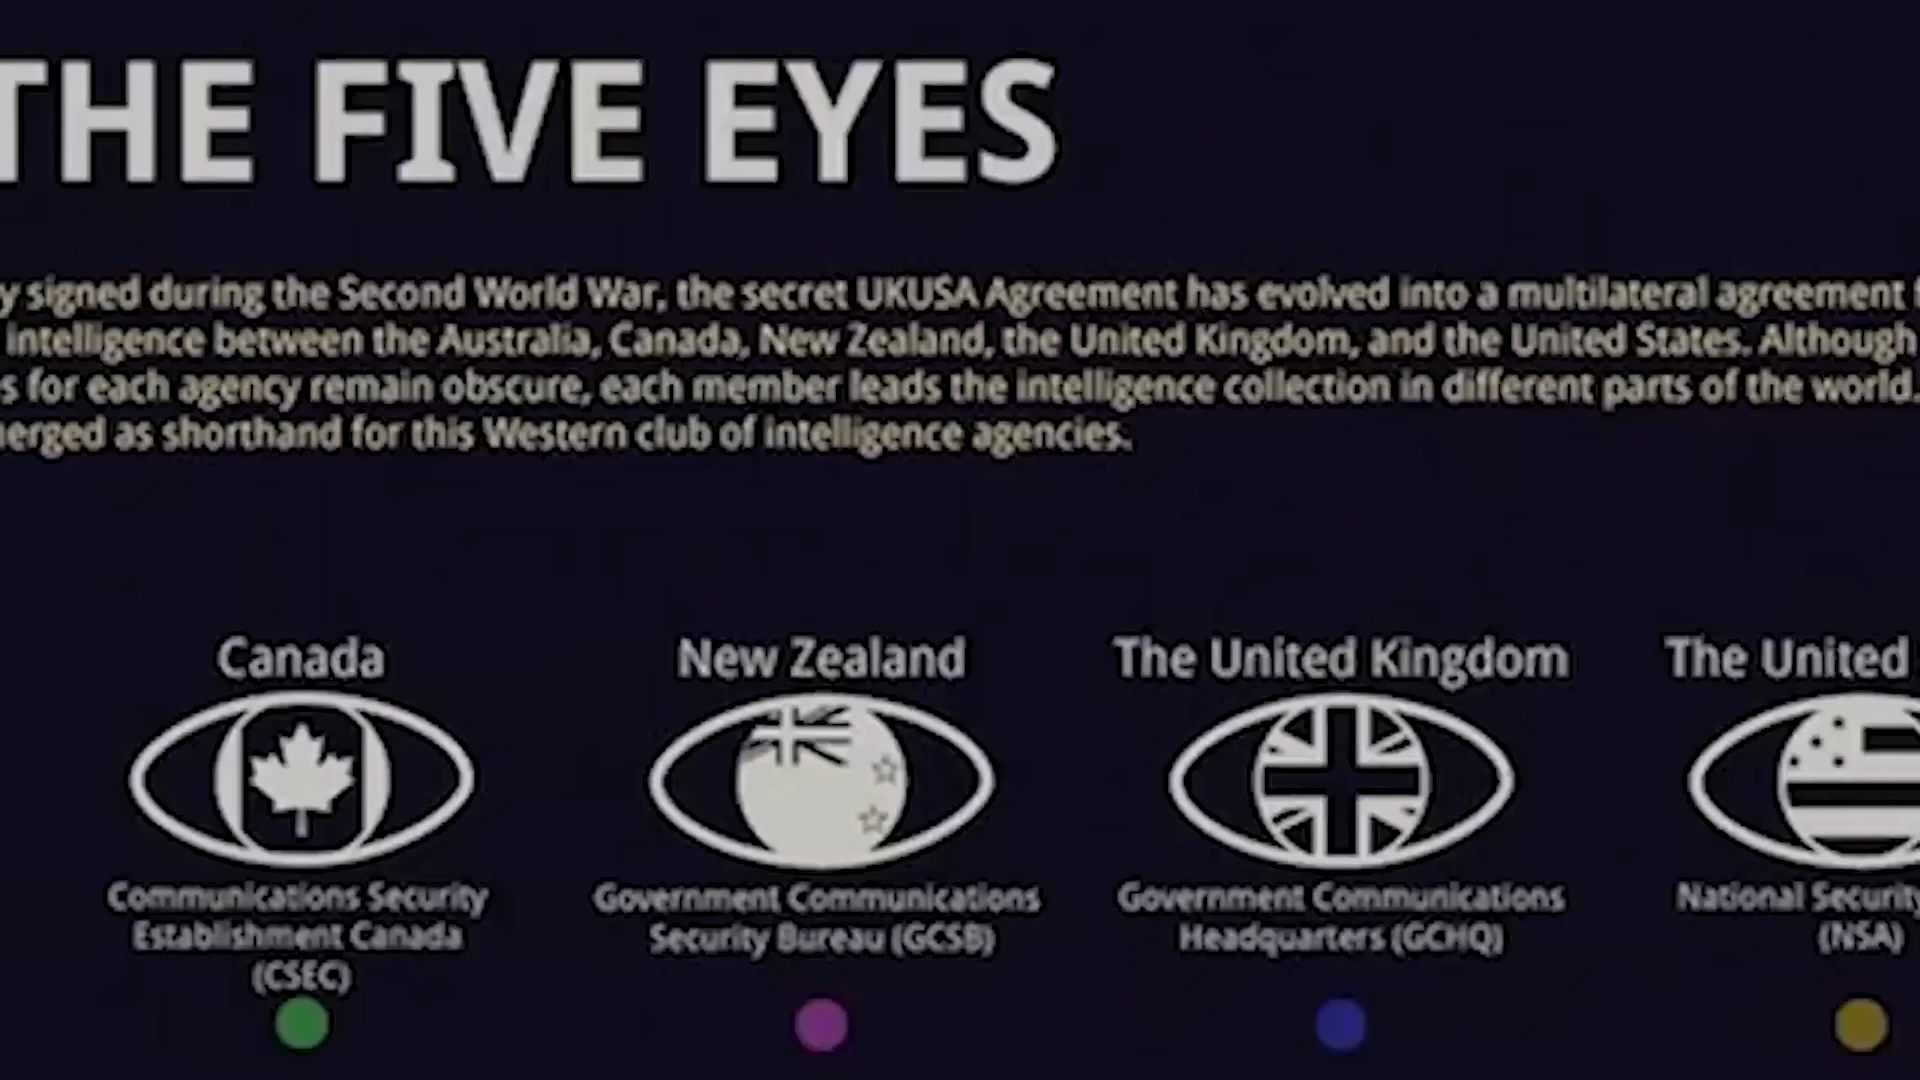 THE FIVE EYES
y signed during the Second World War, the secret UKUSA Agreement has evolved into a multilateral agreement
intelligence between the Australia, Canada, New Zealand, the United Kingdom, and the United States. Although
s for each agency remain obscure, each member leads the intelligence collection in different parts of the world.
erged as shorthand for this Western club of intelligence agencies.
Canada
New Zealand
The United Kingdom
The United
Communications Security
Establishment Canada
(CSEC)
Government Communications
Security Bureau (GCSB)
Government Communications
Headquarters (GCHQ)
National Security
(NSA)